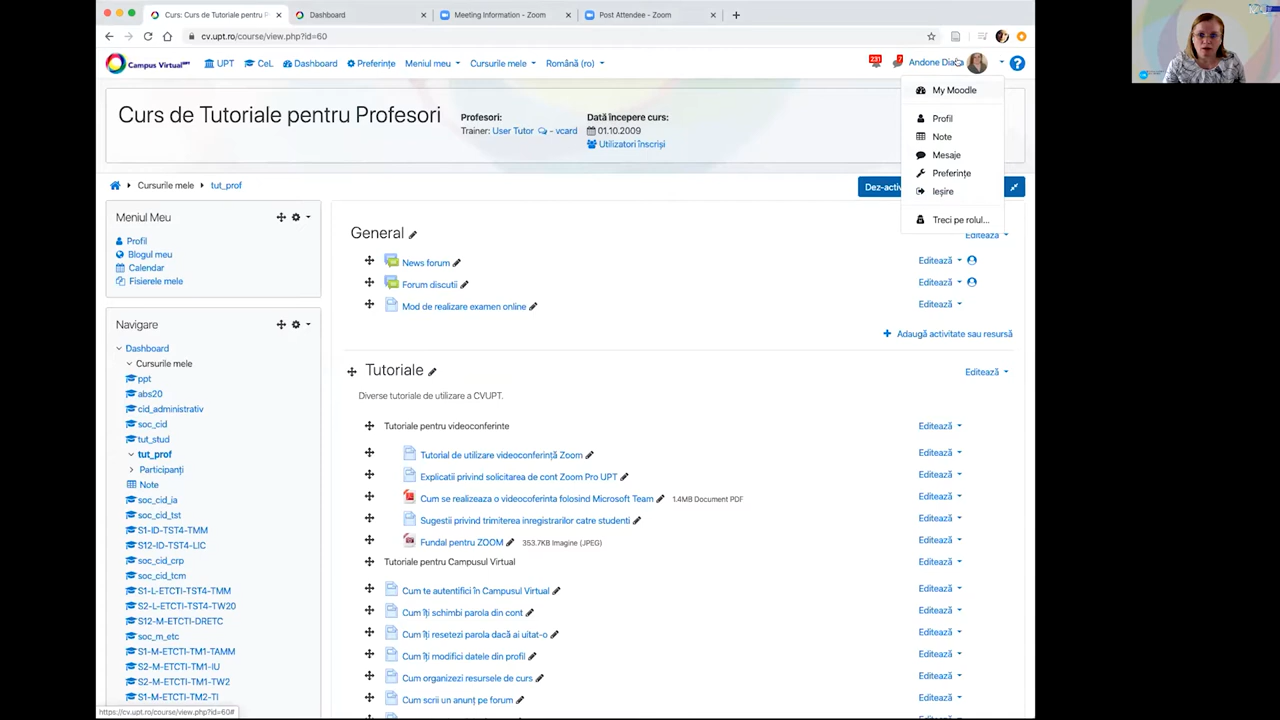 Curs: Curs de Tutoriale pentru P
Dashboard
Meeting Information - Zoom
Post Attendee - Zoom
cv.upt.ro/course/view.php?id=60
Campus Virtual
UPT
CeL
Dashboard
Preferințe
Meniul meu
Cursurile mele
Română (ro)
231
7
Andone Diana
My Moodle
Profil
Note
Mesaje
Preferințe
Ieșire
Treci pe rolul...
Curs de Tutoriale pentru Profesori
Profesori:
Trainer: User Tutor - vcard
Dată începere curs:
01.10.2009
Utilizatori înscriși
Cursurile mele
tut_prof
Dez-activ
Meniul Meu
Profil
Blogul meu
Calendar
Fisierele mele
Navigare
Dashboard
Cursurile mele
ppt
abs20
cid_administrativ
soc_cid
tut_stud
tut_prof
Participanți
Note
soc_cid_ia
soc_cid_tst
S1-ID-TST4-TMM
S12-ID-TST4-LIC
soc_cid_crp
soc_cid_tcm
S1-L-ETCTI-TST4-TMM
S2-L-ETCTI-TST4-TW20
S12-M-ETCTI-DRETC
soc_m_etc
S1-M-ETCTI-TM1-TAMM
S2-M-ETCTI-TM1-IU
S2-M-ETCTI-TM1-TW2
S1-M-ETCTI-TM2-TI
https://cv.upt.ro/course/view.php?id=60#
General
Editează
News forum
Editează
Forum discutii
Editează
Mod de realizare examen online
Editează
Adaugă activitate sau resursă
Tutoriale
Editează
Diverse tutoriale de utilizare a CVUPT.
Tutoriale pentru videoconferinte
Editează
Tutorial de utilizare videoconferință Zoom
Editează
Explicatii privind solicitarea de cont Zoom Pro UPT
Editează
Cum se realizeaza o videoconferinta folosind Microsoft Team 1.4MB Document PDF
Editează
Sugestii privind trimiterea inregistrarilor catre studenti
Editează
Fundal pentru ZOOM 353.7KB Imagine (JPEG)
Editează
Tutoriale pentru Campusul Virtual
Editează
Cum te autentifici în Campusul Virtual
Editează
Cum îți schimbi parola din cont
Editează
Cum îți resetezi parola dacă ai uitat-o
Editează
Cum îți modifici datele din profil
Editează
Cum organizezi resursele de curs
Editează
Cum scrii un anunț pe forum
Editează